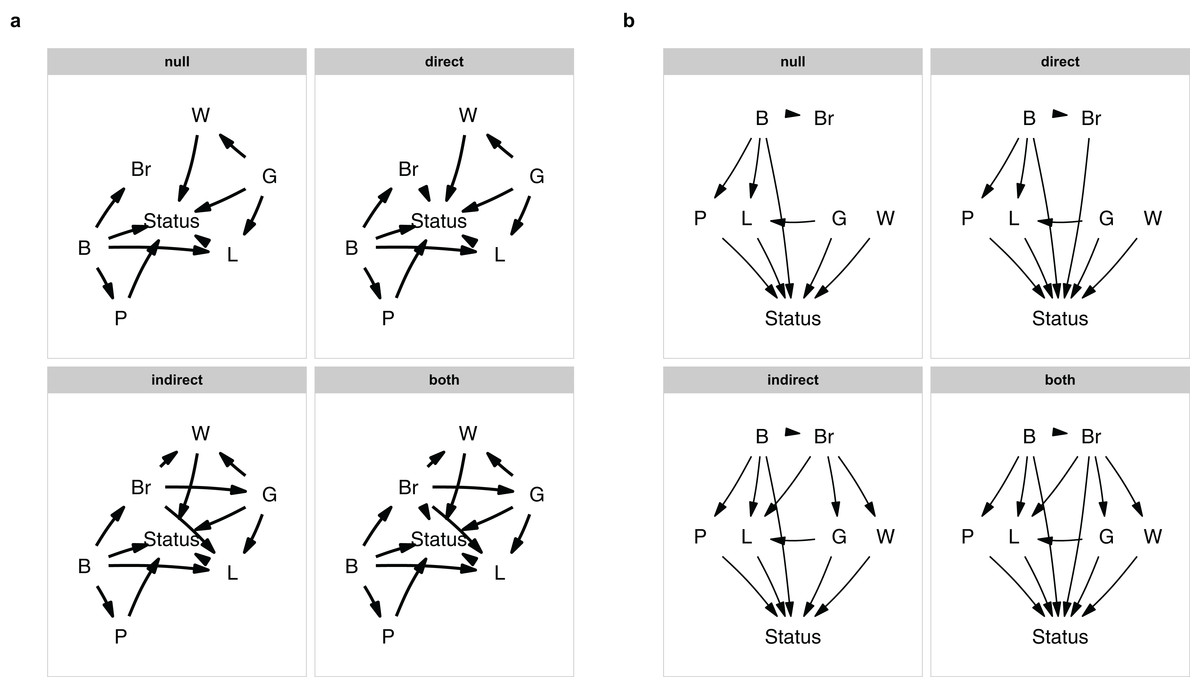 a
null
W
Br
G
Status
B
L
P
direct
W
Br
G
Status
B
L
P
indirect
W
Br
G
Status
B
L
P
both
W
Br
G
Status
B
L
P
b
null
B Br
P L G W
Status
direct
B Br
P L G W
Status
indirect
B Br
P L G W
Status
both
B Br
P L G W
Status